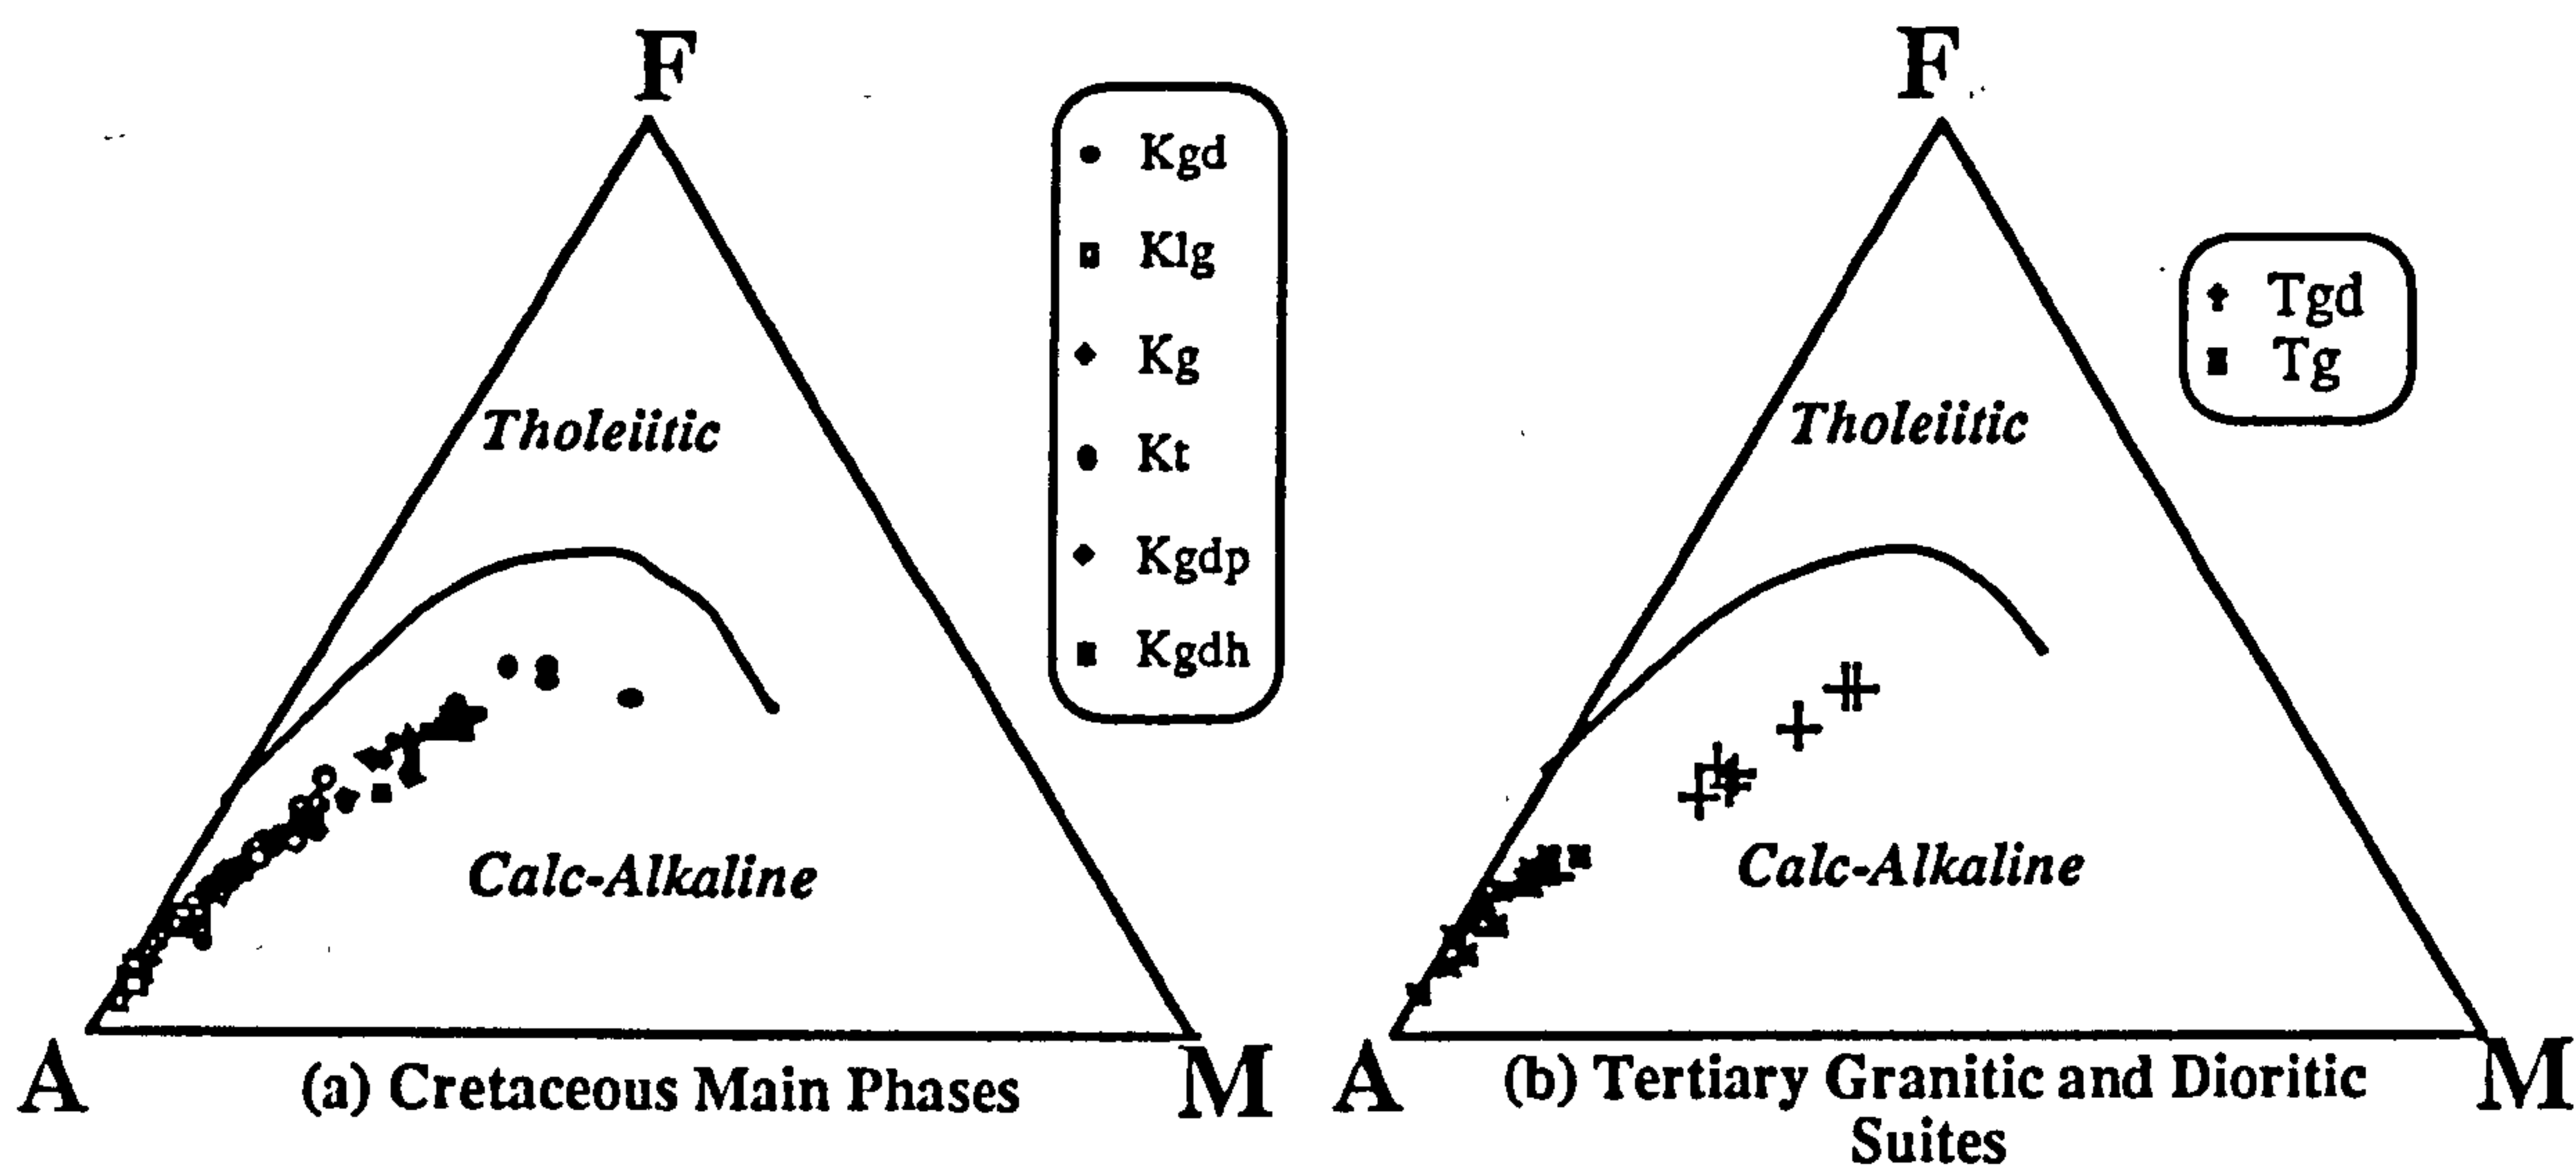 F
Kgd
Klg
Kg
Kt
Kgdp
Kgdh
Tholeiitic
Calc-Alkaline
A
M
(a) Cretaceous Main Phases
F
Tgd
Tg
Tholeiitic
Calc-Alkaline
A
M
(b) Tertiary Granitic and Dioritic
Suites